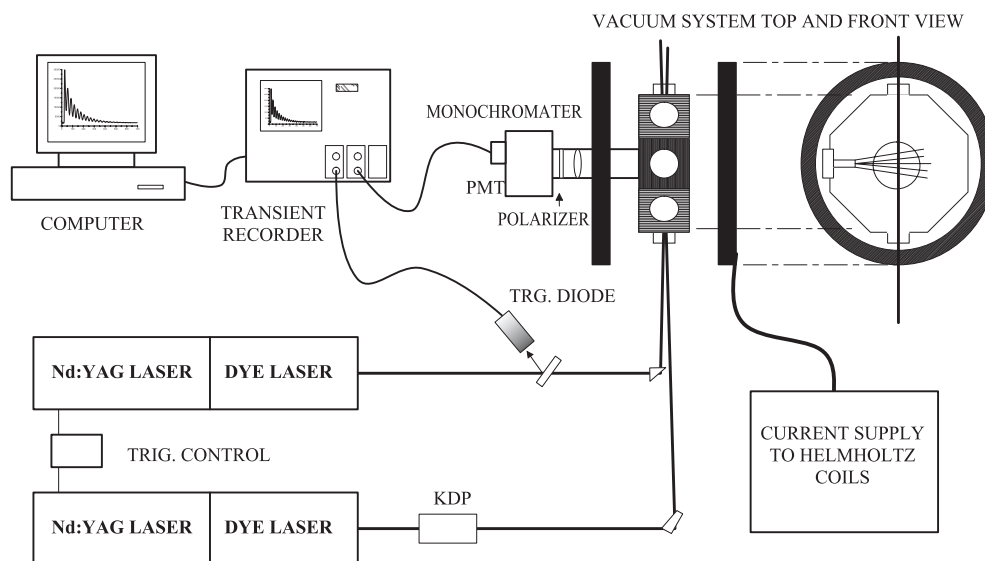 VACUUM SYSTEM TOP AND FRONT VIEW
MONOCHROMATER
PMT
POLARIZER
COMPUTER
TRANSIENT
RECORDER
TRG. DIODE
Nd:YAG LASER
DYE LASER
TRIG. CONTROL
Nd:YAG LASER
DYE LASER
KDP
CURRENT SUPPLY
TO HELMHOLTZ
COILS